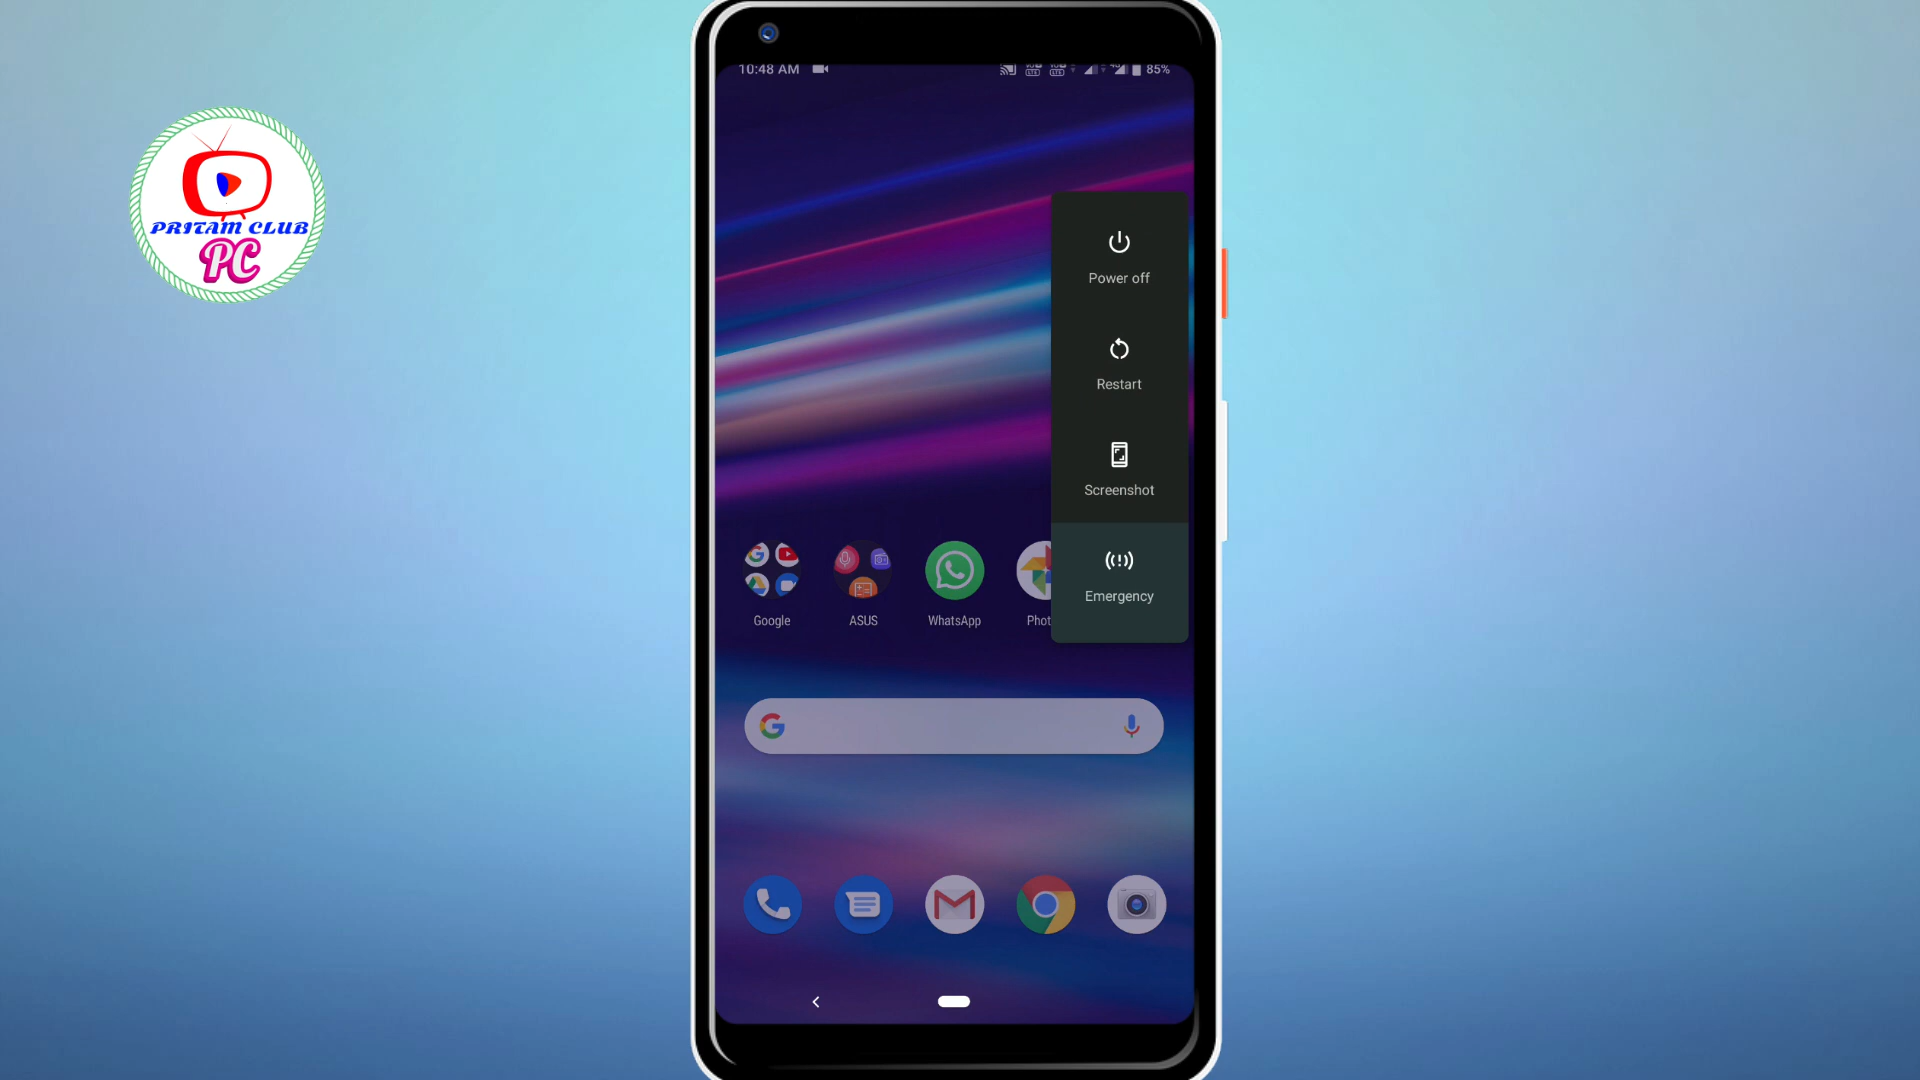 10:48 AM
85%
PRITAM CLUB
PC
Power off
Restart
Screenshot
Emergency
Google
ASUS
WhatsApp
Phot